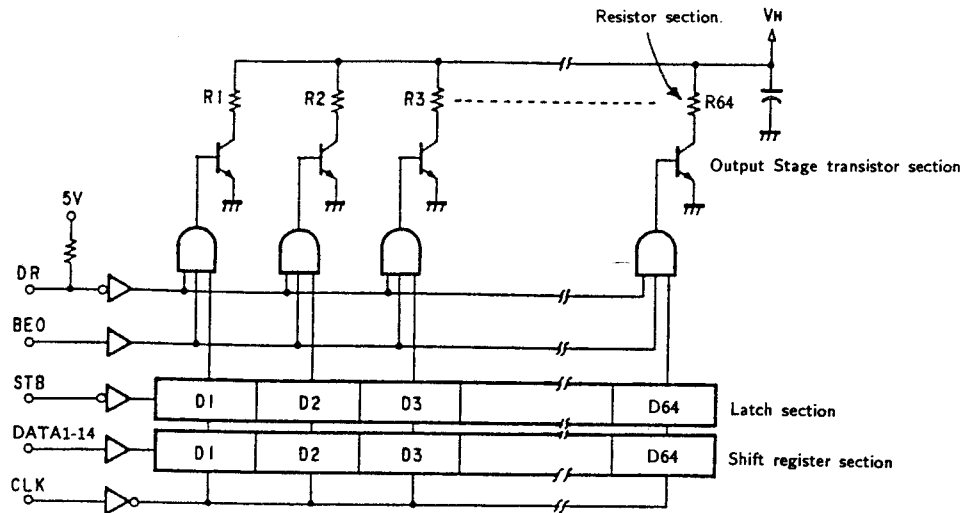 Resistor section.
VH
R1
R2
R3
R64
Output Stage transistor section
5V
DR
BEO
STB
D1 D2 D3 D64
Latch section
DATA1-14
D1 D2 D3 D64
Shift register section
CLK